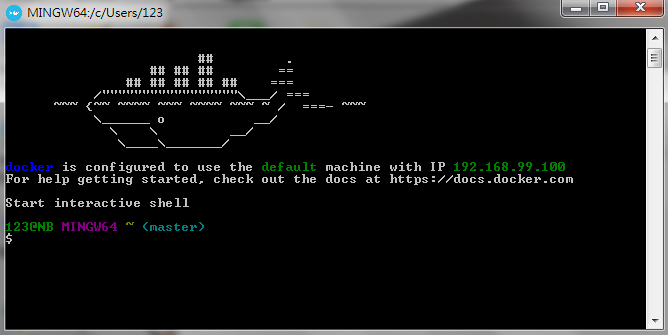 MINGW64:/c/Users/123
                        ##         .
                  ## ## ##        ==
               ## ## ## ## ##    ===
           /"""""""""""""""""\___/ ===
      ~~~ {~~ ~~~~ ~~~ ~~~~ ~~~ ~ /  ===- ~~~
           \______ o           __/
             \    \         __/
              \____\_______/
docker is configured to use the default machine with IP 192.168.99.100
For help getting started, check out the docs at https://docs.docker.com
Start interactive shell
123@NB MINGW64 ~ (master)
$